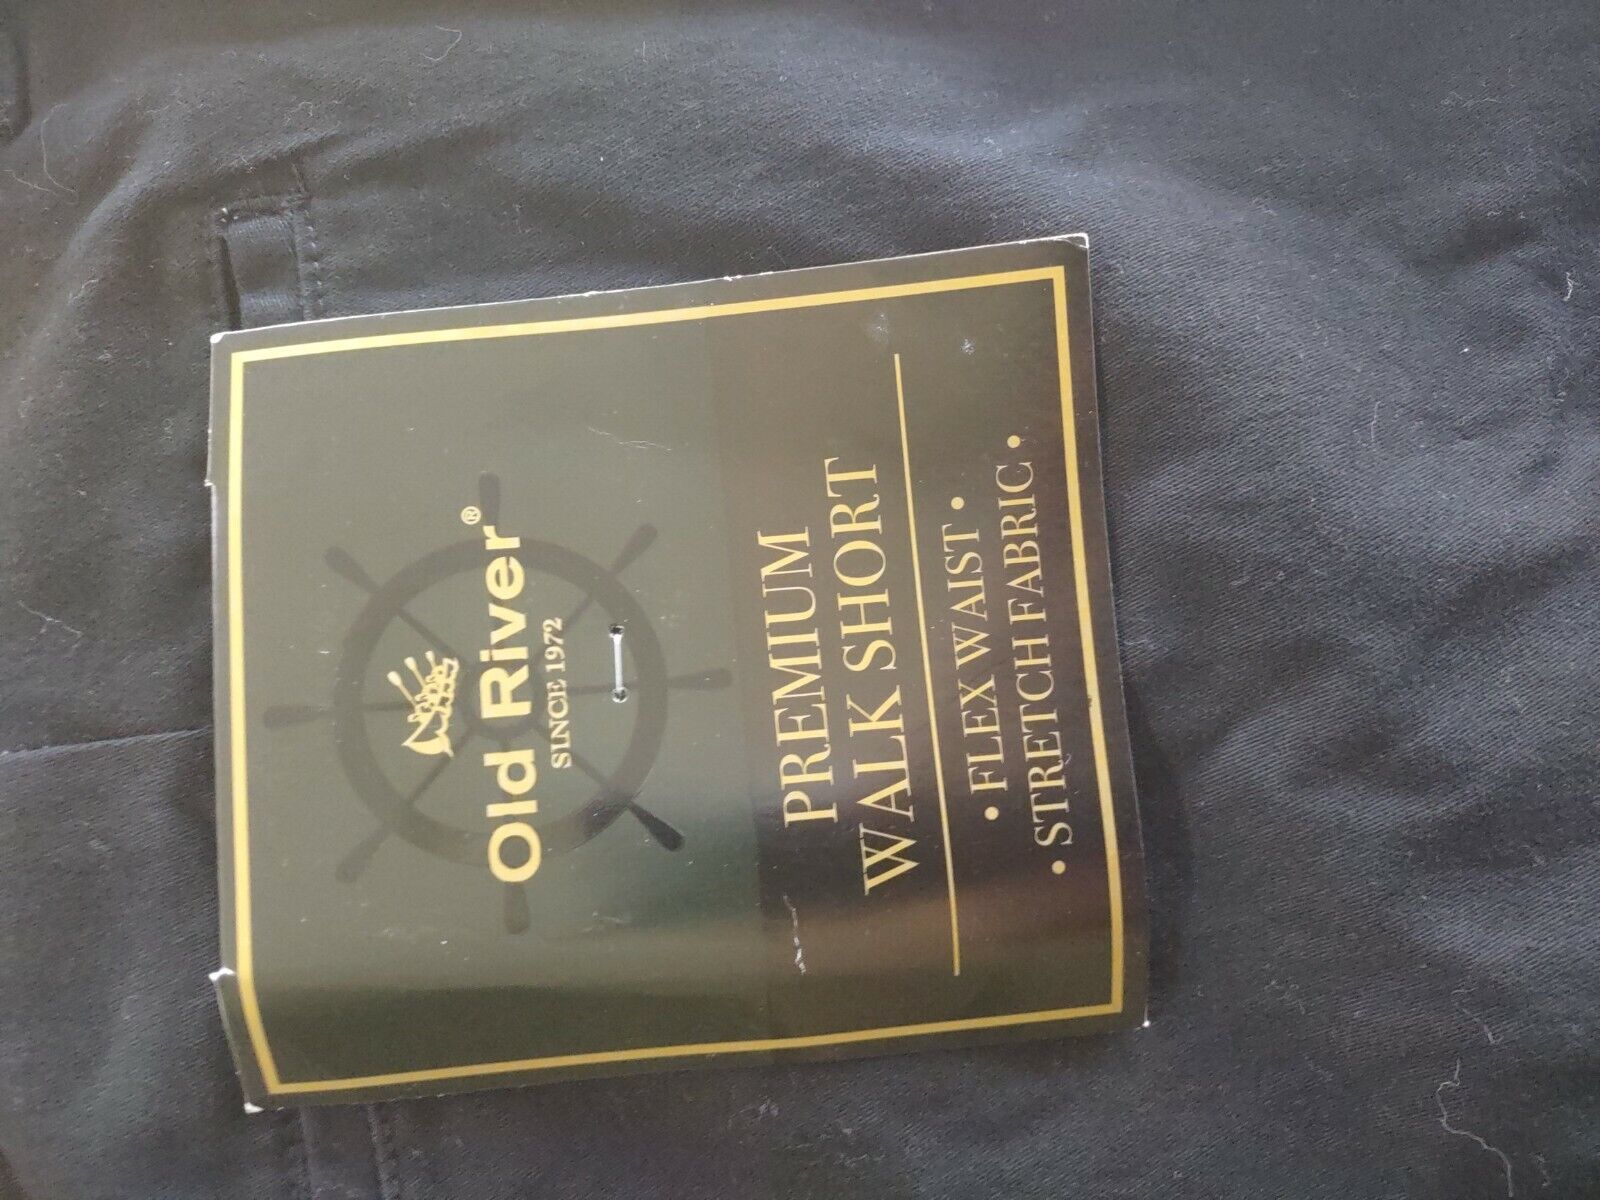 Old River®
SINCE 1972
PREMIUM
WALK SHORT
• FLEX WAIST •
• STRETCH FABRIC •